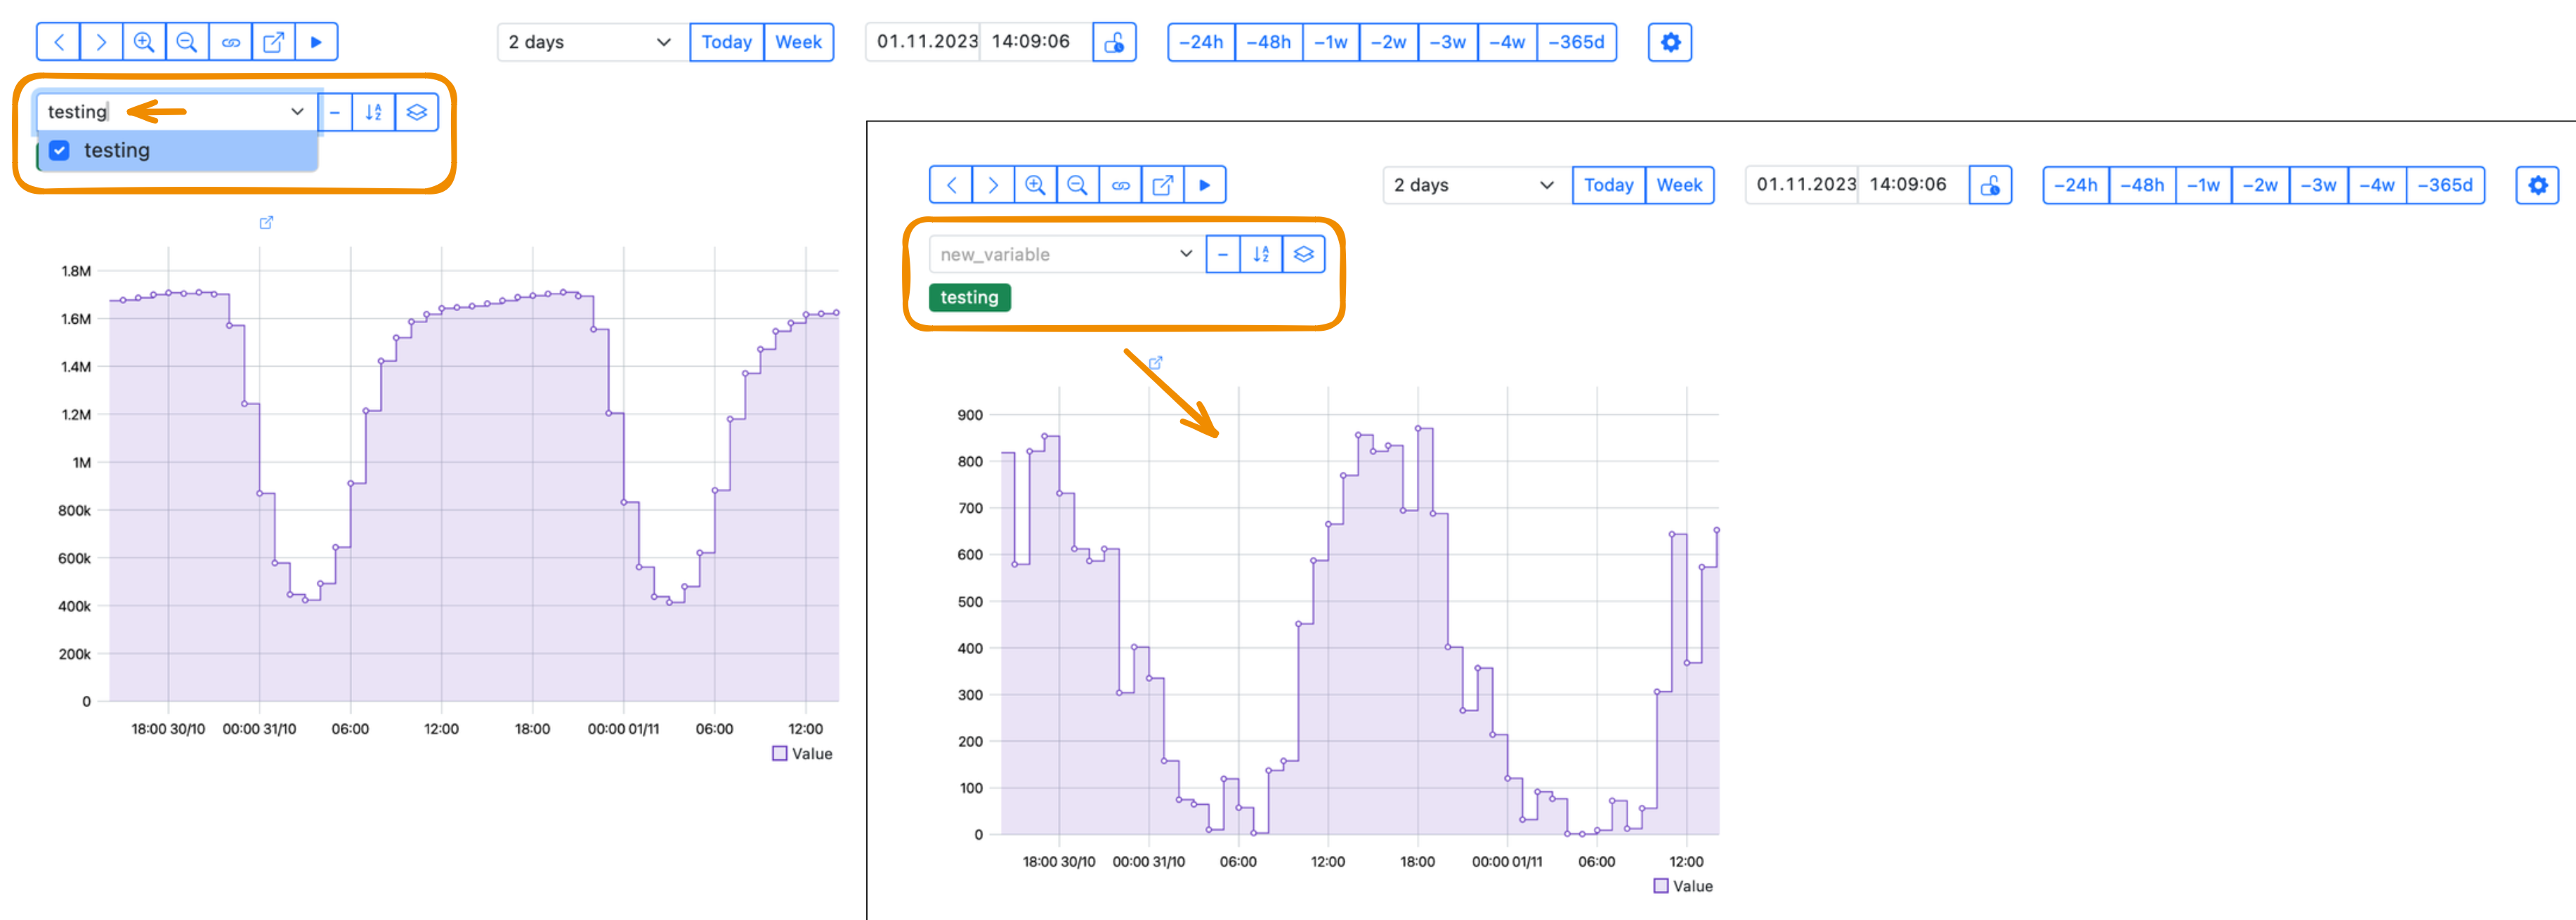 2 days Today Week 01.11.2023 14:09:06 −24h −48h −1w −2w −3w −4w −365d
testing
testing
1.8M
1.6M
1.4M
1.2M
1M
800k
600k
400k
200k
0
18:00 30/10 00:00 31/10 06:00 12:00 18:00 00:00 01/11 06:00 12:00
Value
2 days Today Week 01.11.2023 14:09:06 −24h −48h −1w −2w −3w −4w −365d
new_variable
testing
900
800
700
600
500
400
300
200
100
0
18:00 30/10 00:00 31/10 06:00 12:00 18:00 00:00 01/11 06:00 12:00
Value